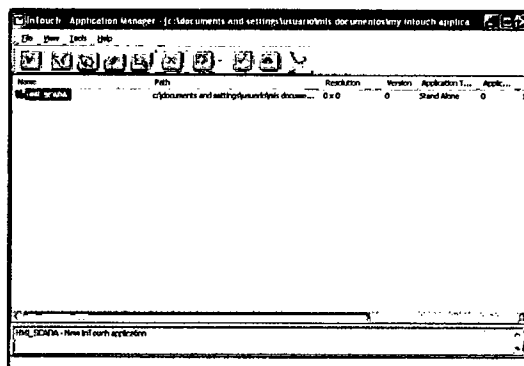 InTouch - Application Manager - [c:\documents and settings\usuario\mis documentos\my intouch applica
File View Tools Help
Name Path Resolution Version Application T... Applic...
HMI_SCADA c:\documents and settings\usuario\mis docume... 0 x 0 0 Stand Alone 0
HMI_SCADA - New InTouch application